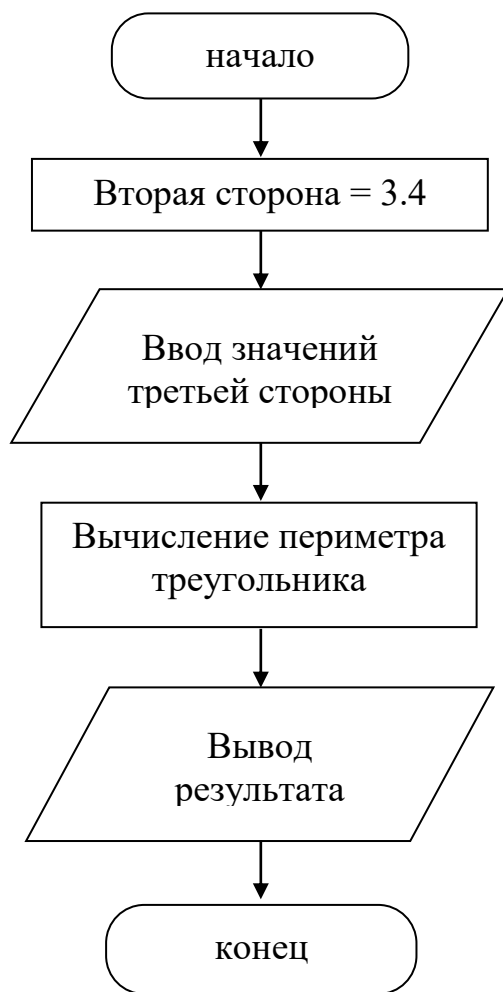 начало
Вторая сторона = 3.4
Ввод значений
третьей стороны
Вычисление периметра
треугольника
Вывод
результата
конец